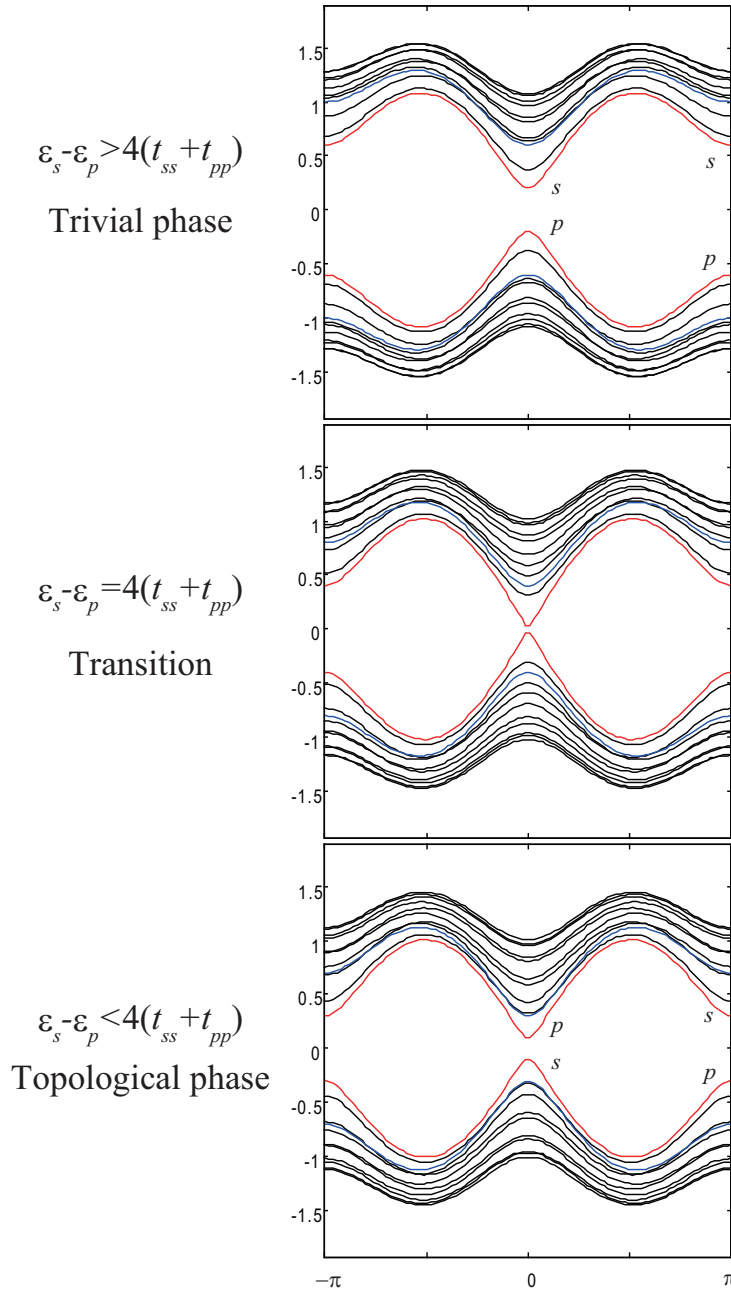 1.5
1
0.5
0
-0.5
-1
-1.5
s
s
p
p
εs-εp>4(tss+tpp)
Trivial phase
1.5
1
0.5
0
-0.5
-1
-1.5
εs-εp=4(tss+tpp)
Transition
1.5
1
0.5
0
-0.5
-1
-1.5
p
s
s
p
εs-εp<4(tss+tpp)
Topological phase
−π 0 π